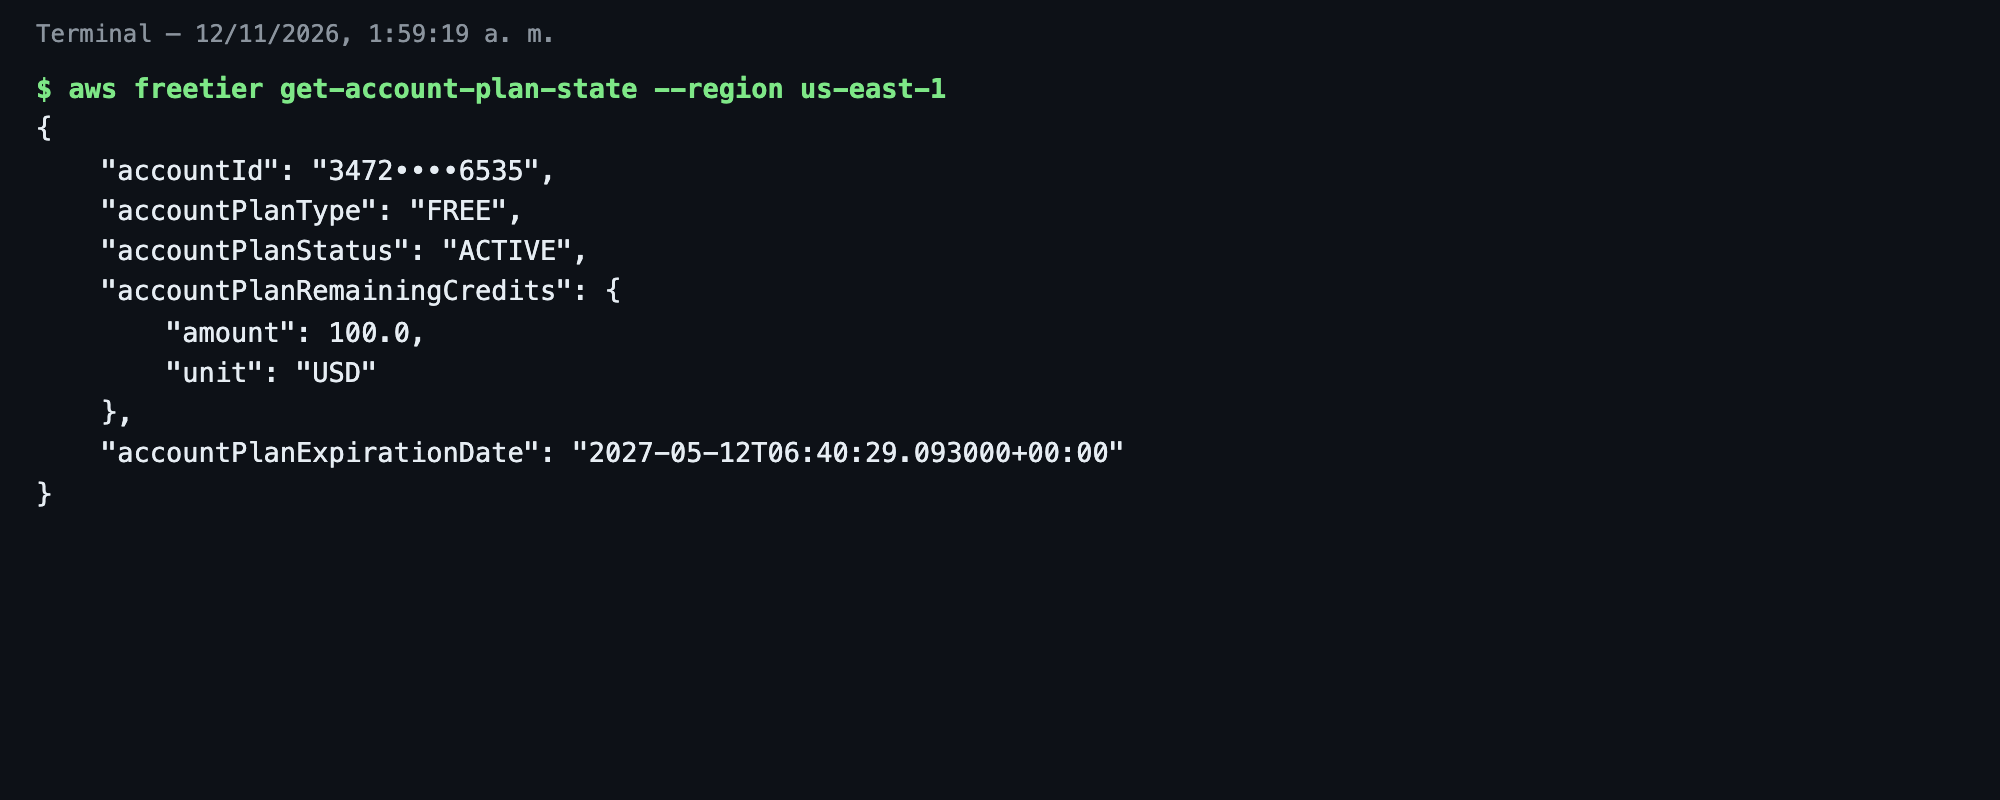 Terminal — 12/11/2026, 1:59:19 a. m.
$ aws freetier get-account-plan-state --region us-east-1
{
    "accountId": "3472••••6535",
    "accountPlanType": "FREE",
    "accountPlanStatus": "ACTIVE",
    "accountPlanRemainingCredits": {
        "amount": 100.0,
        "unit": "USD"
    },
    "accountPlanExpirationDate": "2027-05-12T06:40:29.093000+00:00"
}